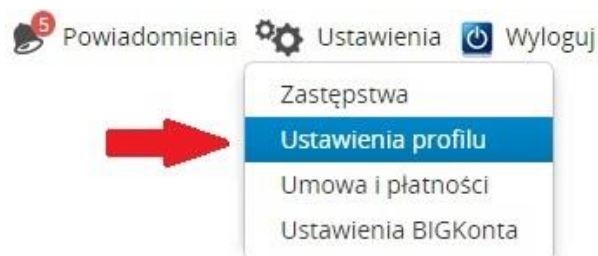 5 Powiadomienia Ustawienia Wyloguj
Zastępstwa
Ustawienia profilu
Umowa i płatności
Ustawienia BIGKonta